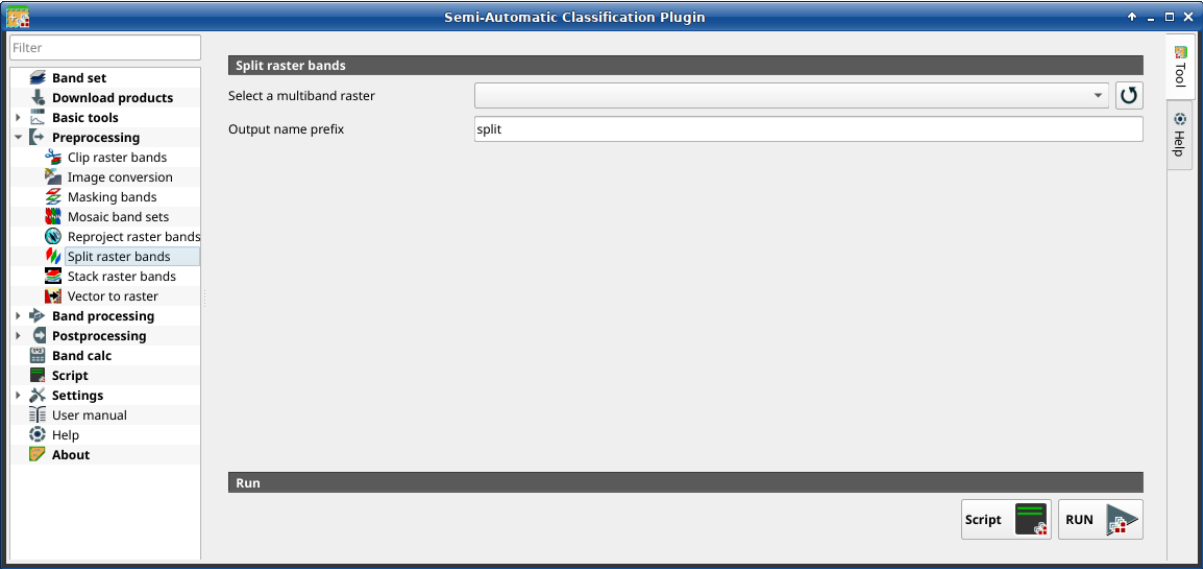 Semi-Automatic Classification Plugin
Filter
Band set
Download products
Basic tools
Preprocessing
Clip raster bands
Image conversion
Masking bands
Mosaic band sets
Reproject raster bands
Split raster bands
Stack raster bands
Vector to raster
Band processing
Postprocessing
Band calc
Script
Settings
User manual
Help
About
Split raster bands
Select a multiband raster
Output name prefix
split
Run
Script
RUN
Tool
Help